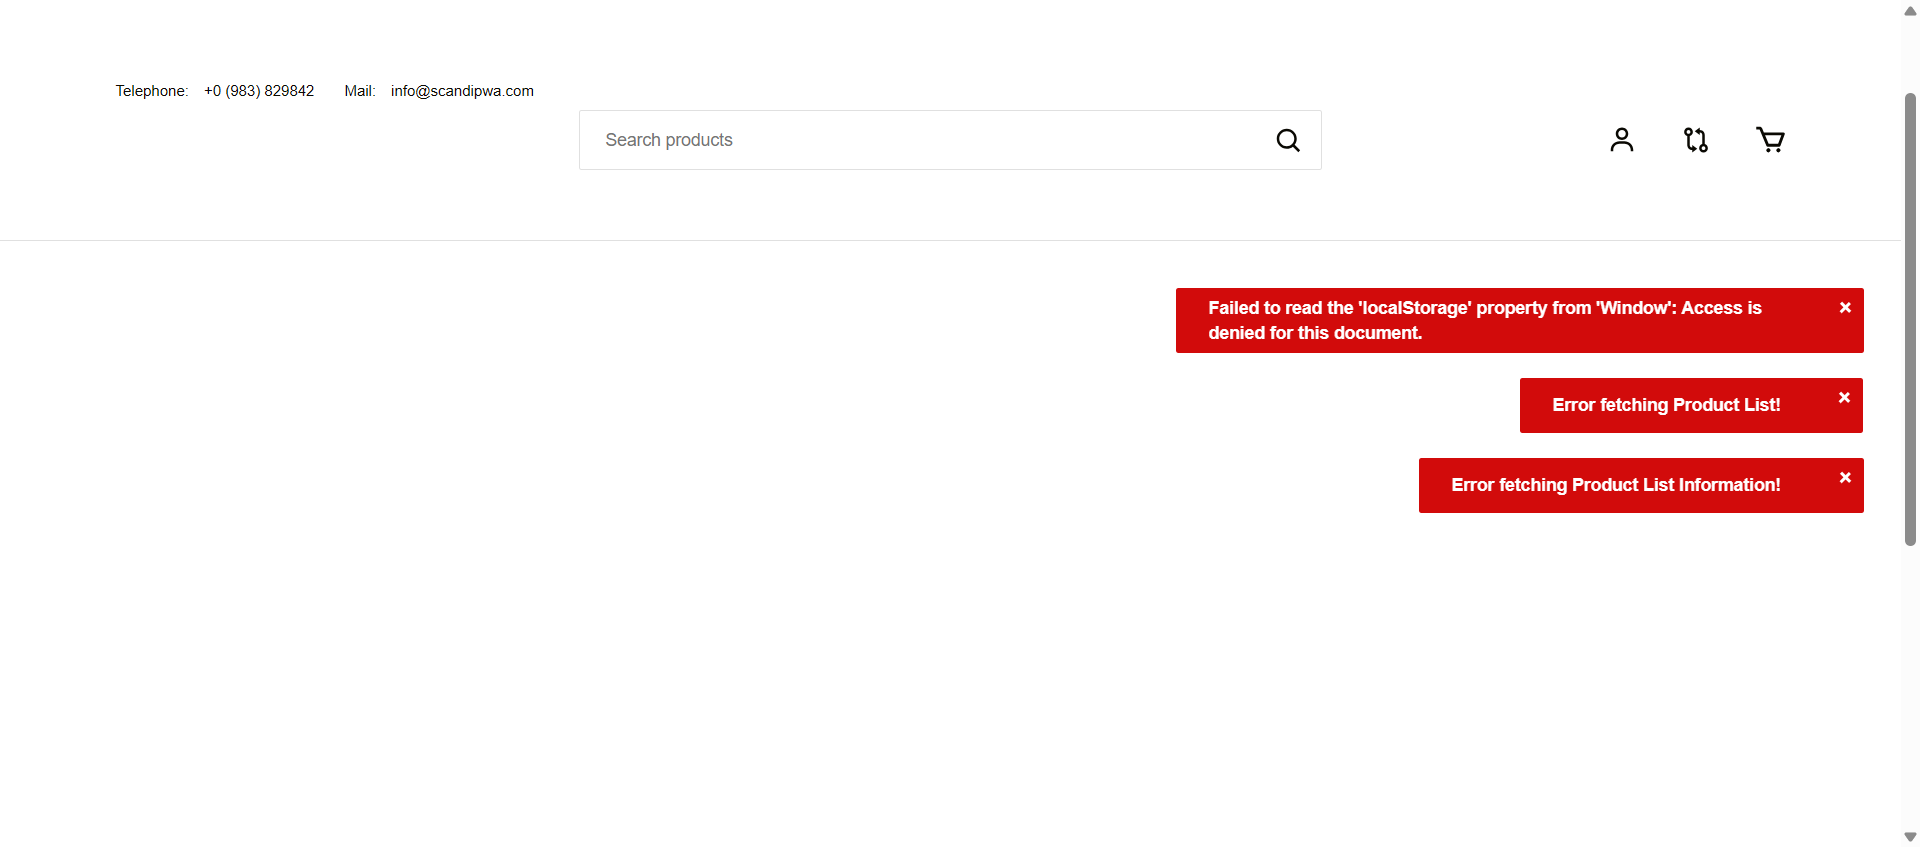 Telephone: +0 (983) 829842 Mail: info@scandipwa.com
Search products
Failed to read the 'localStorage' property from 'Window': Access is
denied for this document.
Error fetching Product List!
Error fetching Product List Information!